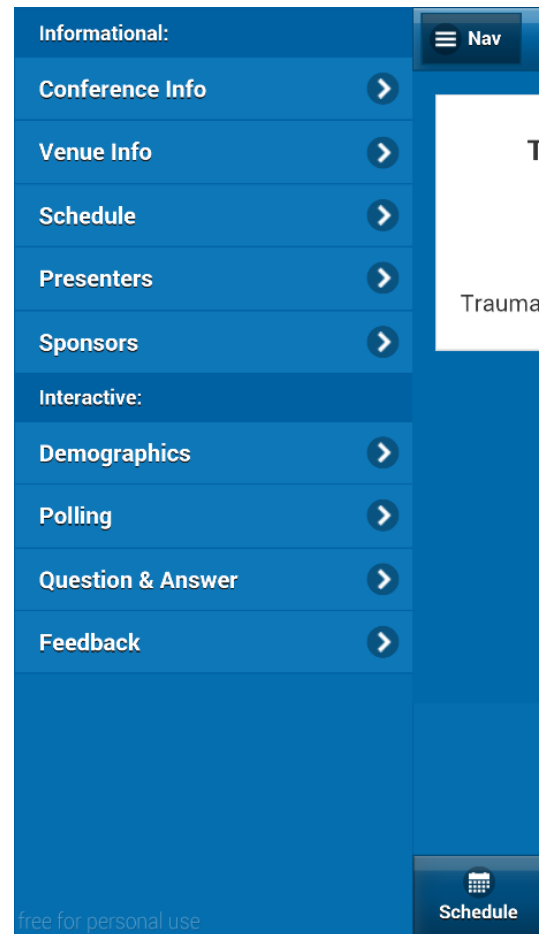 Informational:
Conference Info
Venue Info
Schedule
Presenters
Sponsors
Interactive:
Demographics
Polling
Question & Answer
Feedback
free for personal use
Nav
T
Trauma
Schedule